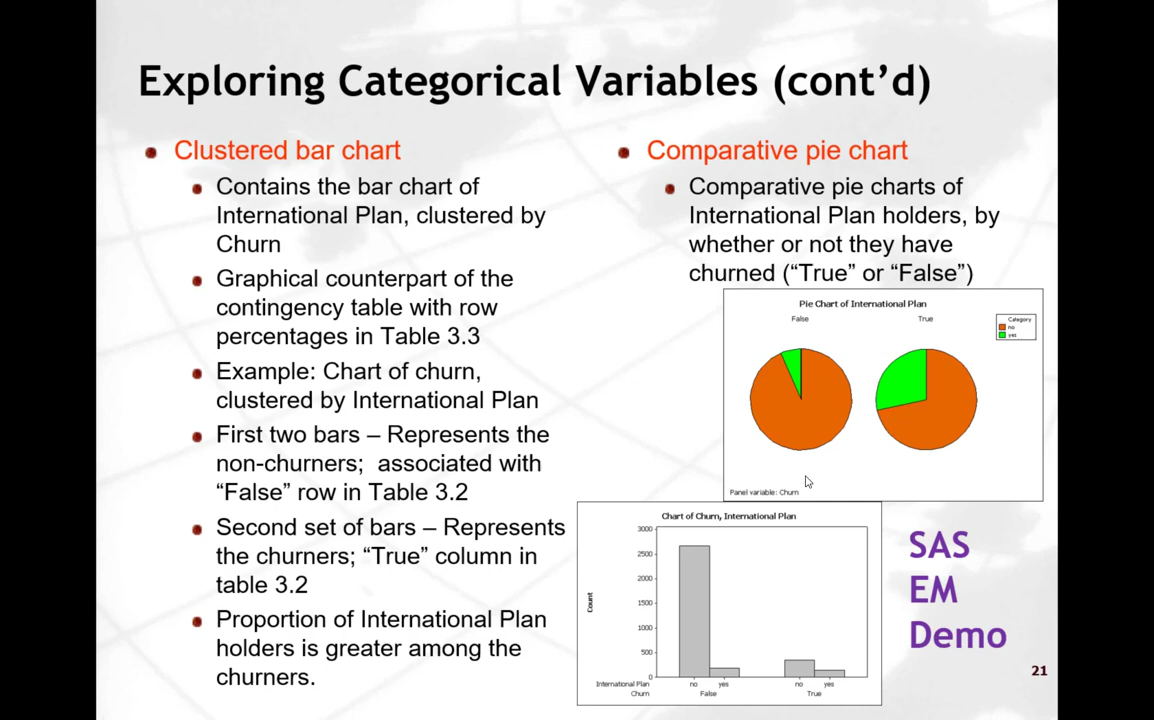 Exploring Categorical Variables (cont’d)
Clustered bar chart
Contains the bar chart of
International Plan, clustered by
Churn
Graphical counterpart of the
contingency table with row
percentages in Table 3.3
Example: Chart of churn,
clustered by International Plan
First two bars – Represents the
non-churners;  associated with
“False” row in Table 3.2
Second set of bars – Represents
the churners; “True” column in
table 3.2
Proportion of International Plan
holders is greater among the
churners.
Comparative pie chart
Comparative pie charts of
International Plan holders, by
whether or not they have
churned (“True” or “False”)
Pie Chart of International Plan
False True
Category
no
yes
Panel variable: Churn
Chart of Churn, International Plan
3000
2500
2000
1500
1000
500
0
Count
International Plan no yes no yes
Churn False True
SAS
EM
Demo
21